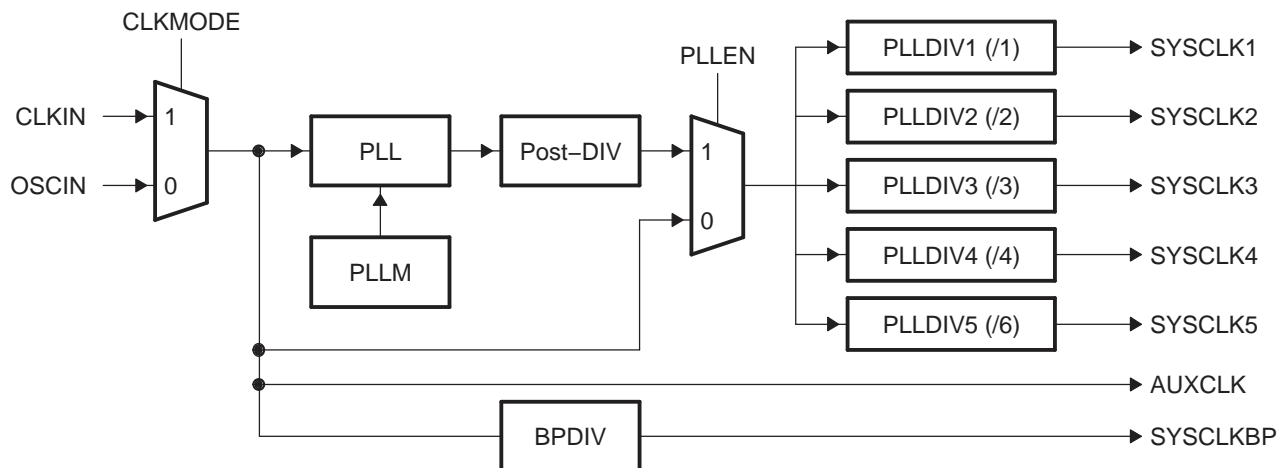 CLKMODE
PLLEN
CLKIN
OSCIN
1
0
PLL
PLLM
Post−DIV
1
0
PLLDIV1 (/1)
SYSCLK1
PLLDIV2 (/2)
SYSCLK2
PLLDIV3 (/3)
SYSCLK3
PLLDIV4 (/4)
SYSCLK4
PLLDIV5 (/6)
SYSCLK5
AUXCLK
BPDIV
SYSCLKBP